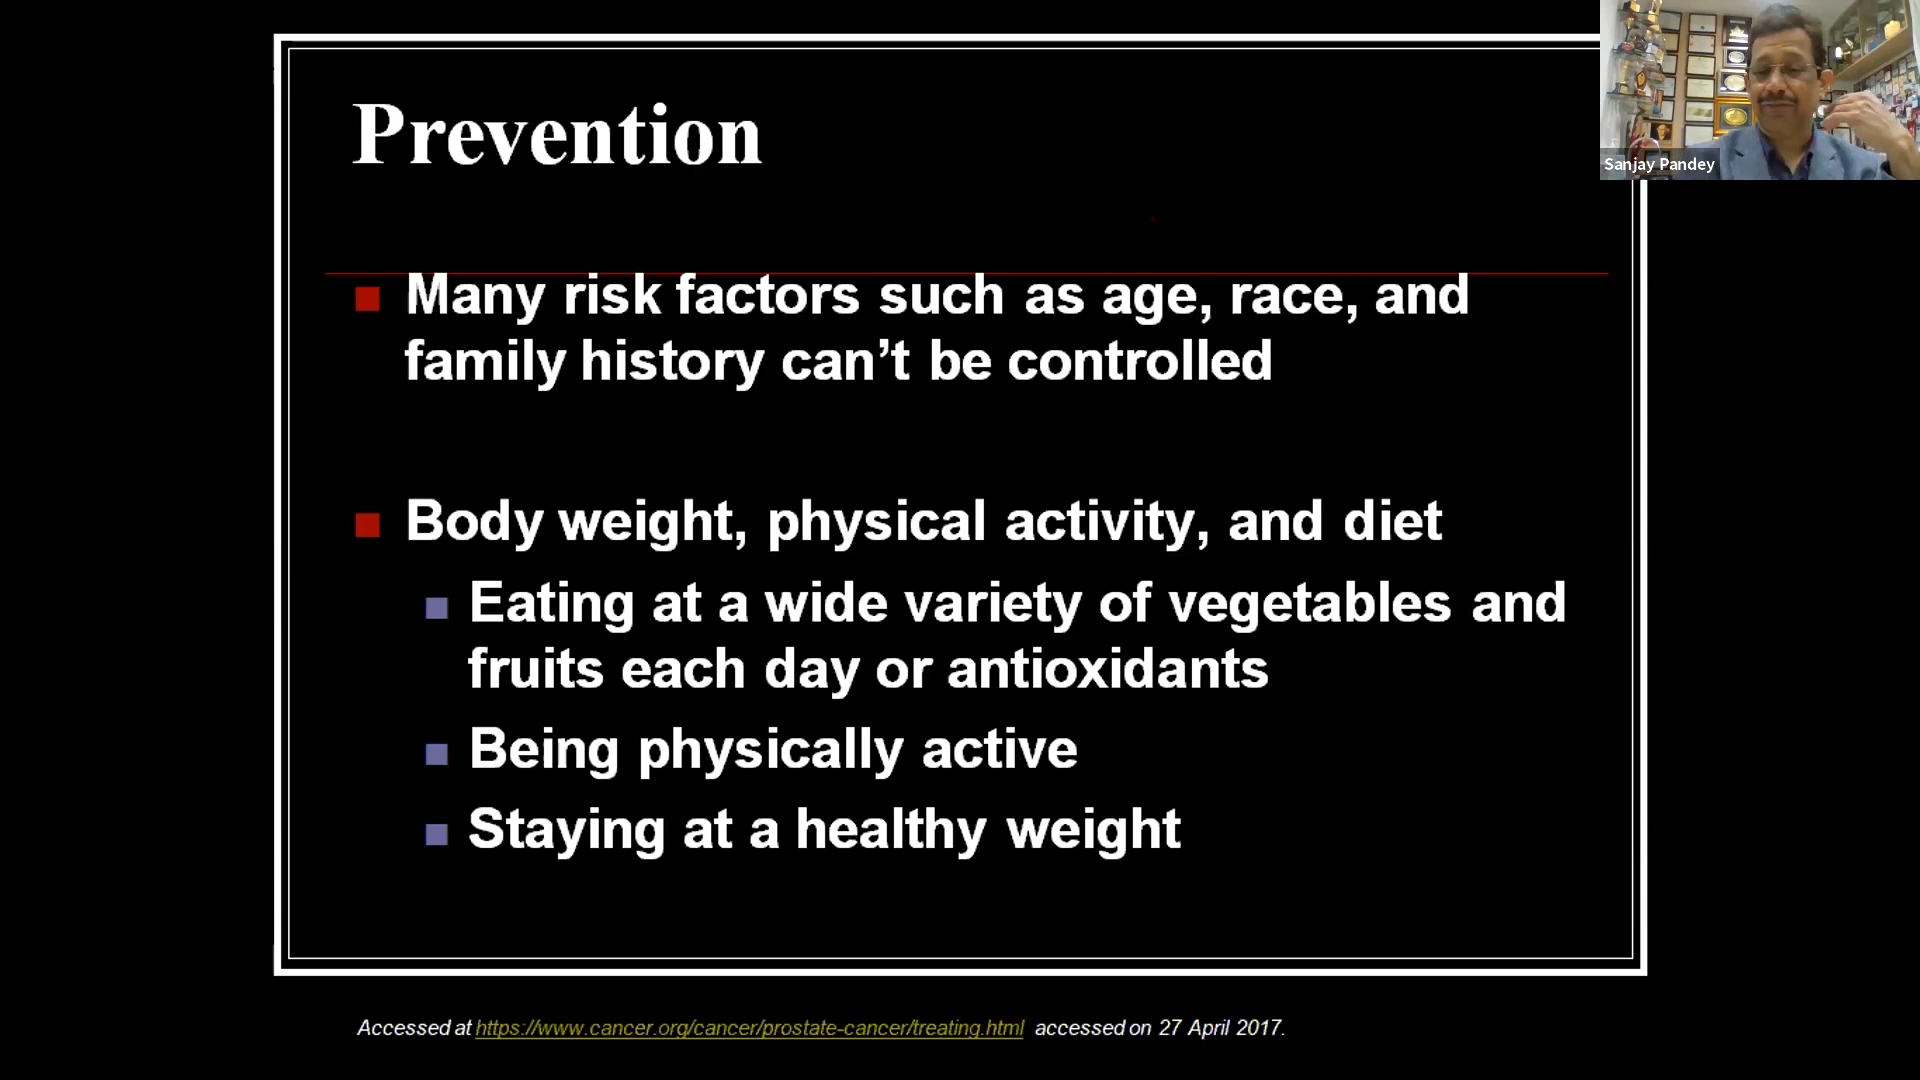 Prevention
Many risk factors such as age, race, and
family history can’t be controlled
Body weight, physical activity, and diet
Eating at a wide variety of vegetables and
fruits each day or antioxidants
Being physically active
Staying at a healthy weight
Accessed at https://www.cancer.org/cancer/prostate-cancer/treating.html accessed on 27 April 2017.
Sanjay Pandey